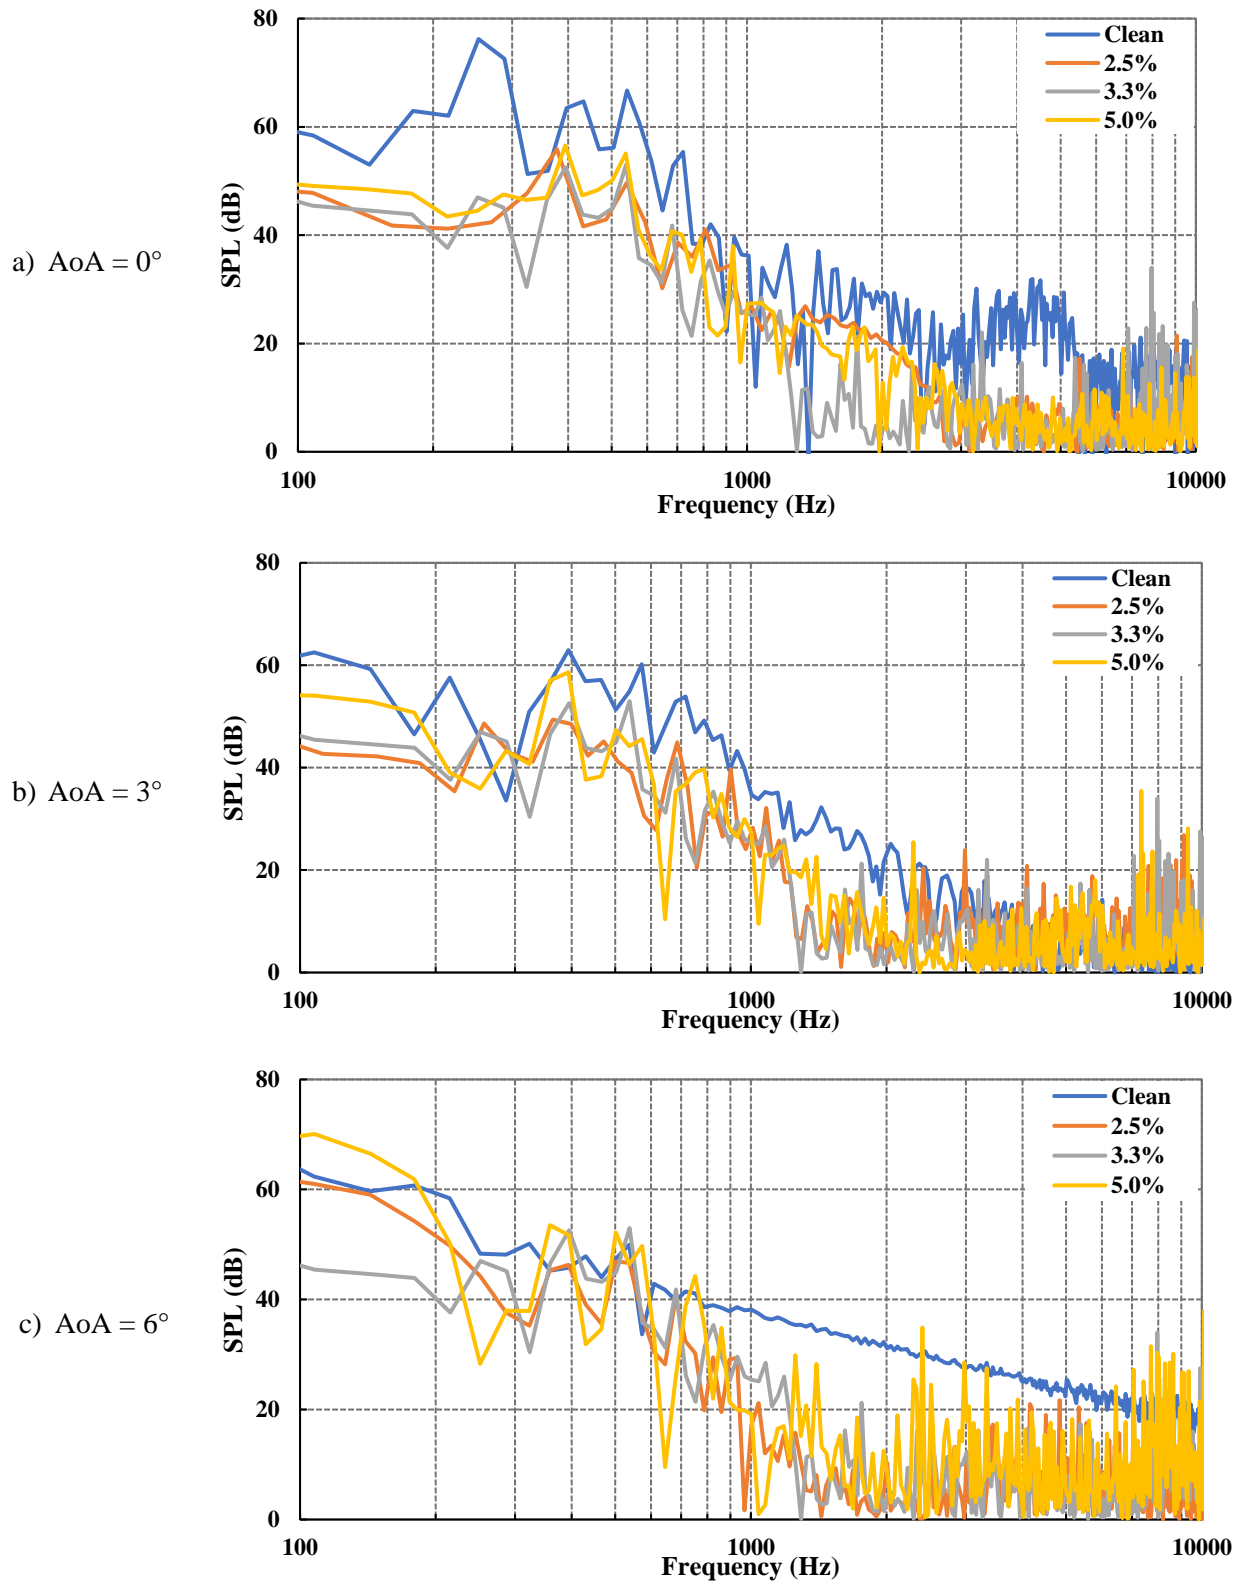 80
Clean
2.5%
3.3%
5.0%
60
40
20
0
SPL (dB)
a) AoA = 0°
100
1000
10000
Frequency (Hz)
80
Clean
2.5%
3.3%
5.0%
60
40
20
0
SPL (dB)
b) AoA = 3°
100
1000
10000
Frequency (Hz)
80
Clean
2.5%
3.3%
5.0%
60
40
20
0
SPL (dB)
c) AoA = 6°
100
1000
10000
Frequency (Hz)